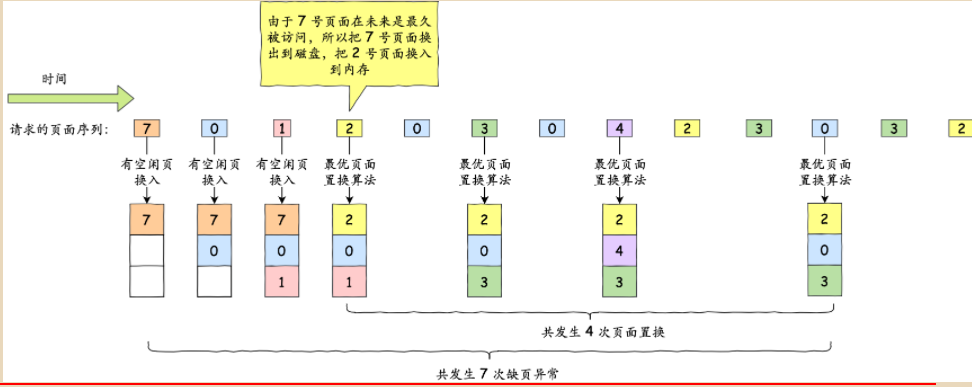 由于 7 号页面在未来是最久
被访问，所以把 7 号页面换
出到磁盘，把 2 号页面换入
到内存
时间
请求的页面序列: 7 0 1 2 0 3 0 4 2 3 0 3 2
有空闲页 有空闲页 有空闲页 最优页面 最优页面 最优页面 最优页面
换入 换入 换入 置换算法 置换算法 置换算法 置换算法
7 7 7 2 2 2 2
0 0 0 0 4 0
1 1 3 3 3
共发生 4 次页面置换
共发生 7 次缺页异常